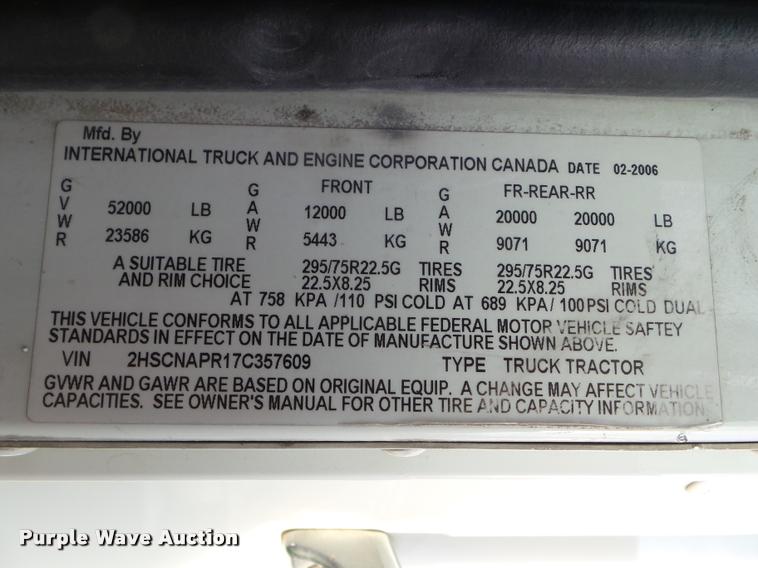 Mfd. By
INTERNATIONAL TRUCK AND ENGINE CORPORATION CANADA DATE 02-2006
GVWR 52000 LB GAWR FRONT 12000 LB GAWR FR-REAR-RR 20000 20000 LB
23586 KG 5443 KG 9071 9071 KG
A SUITABLE TIRE 295/75R22.5G TIRES 295/75R22.5G TIRES
AND RIM CHOICE 22.5X8.25 RIMS 22.5X8.25 RIMS
AT 758 KPA /110 PSI COLD AT 689 KPA/ 100PSI COLD DUAL
THIS VEHICLE CONFORMS TO ALL APPLICABLE FEDERAL MOTOR VEHICLE SAFTEY
STANDARDS IN EFFECT ON THE DATE OF MANUFACTURE SHOWN ABOVE.
VIN 2HSCNAPR17C357609 TYPE TRUCK TRACTOR
GVWR AND GAWR ARE BASED ON ORIGINAL EQUIP. A CHANGE MAY AFFECT VEHICLE
CAPACITIES. SEE OWNER'S MANUAL FOR OTHER TIRE AND CAPACITY INFORMATION
Purple Wave Auction